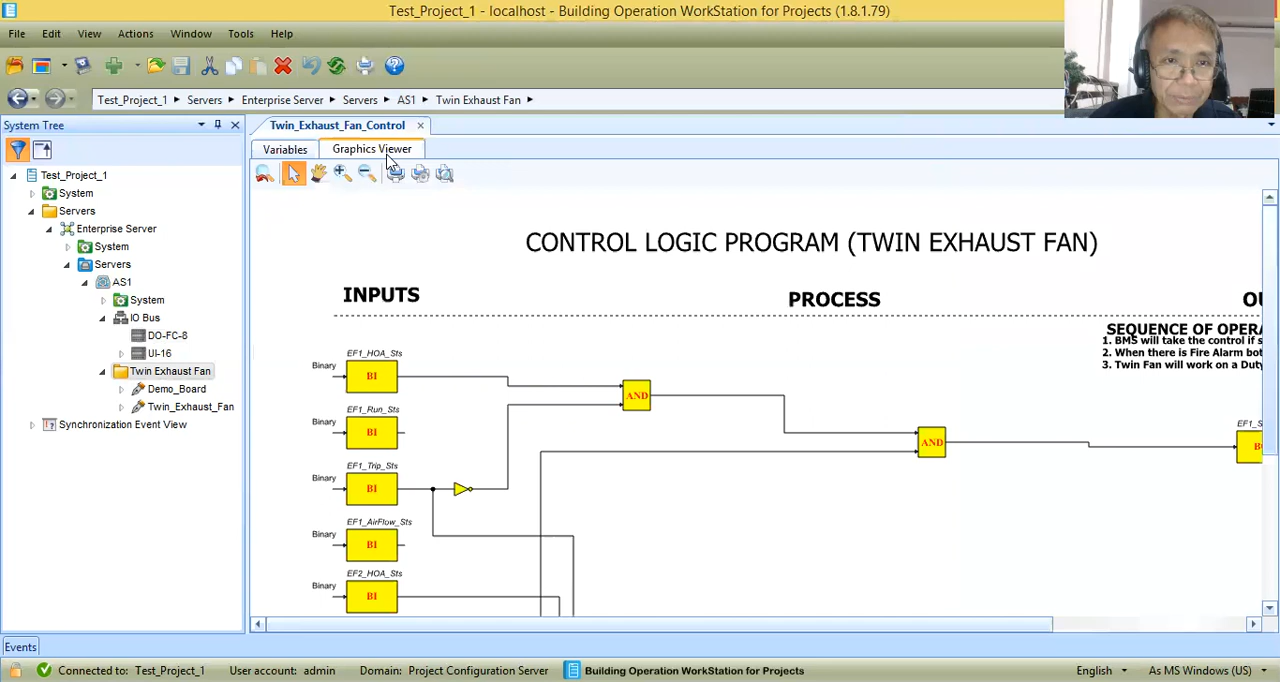 Test_Project_1 - localhost - Building Operation WorkStation for Projects (1.8.1.79)
File Edit View Actions Window Tools Help
Test_Project_1 Servers Enterprise Server Servers AS1 Twin Exhaust Fan
System Tree
Twin_Exhaust_Fan_Control
Variables Graphics Viewer
Test_Project_1
System
Servers
Enterprise Server
System
Servers
AS1
System
IO Bus
DO-FC-8
UI-16
Twin Exhaust Fan
Demo_Board
Twin_Exhaust_Fan
Synchronization Event View
CONTROL LOGIC PROGRAM (TWIN EXHAUST FAN)
INPUTS
PROCESS
SEQUENCE OF OPERA
1. BMS will take the control if s
2. When there is Fire Alarm bot
3. Twin Fan will work on a Duty
EF1_HOA_Sts
Binary
BI
AND
EF1_Run_Sts
Binary
BI
AND
EF1_S
EF1_Trip_Sts
Binary
BI
EF1_AirFlow_Sts
Binary
BI
EF2_HOA_Sts
Binary
BI
Events
Connected to: Test_Project_1 User account: admin Domain: Project Configuration Server Building Operation WorkStation for Projects English As MS Windows (US)